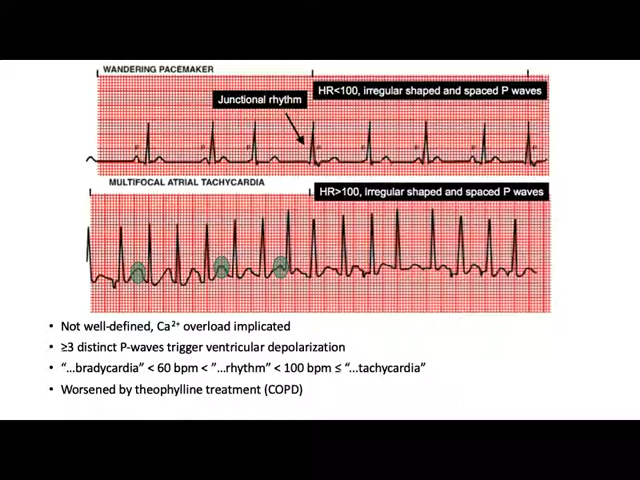 WANDERING PACEMAKER
HR<100, irregular shaped and spaced P waves
Junctional rhythm
P P P P P P P P
MULTIFOCAL ATRIAL TACHYCARDIA
HR>100, irregular shaped and spaced P waves
• Not well-defined, Ca²⁺ overload implicated
• ≥3 distinct P-waves trigger ventricular depolarization
• “...bradycardia” < 60 bpm < ”...rhythm” < 100 bpm ≤ “...tachycardia”
• Worsened by theophylline treatment (COPD)